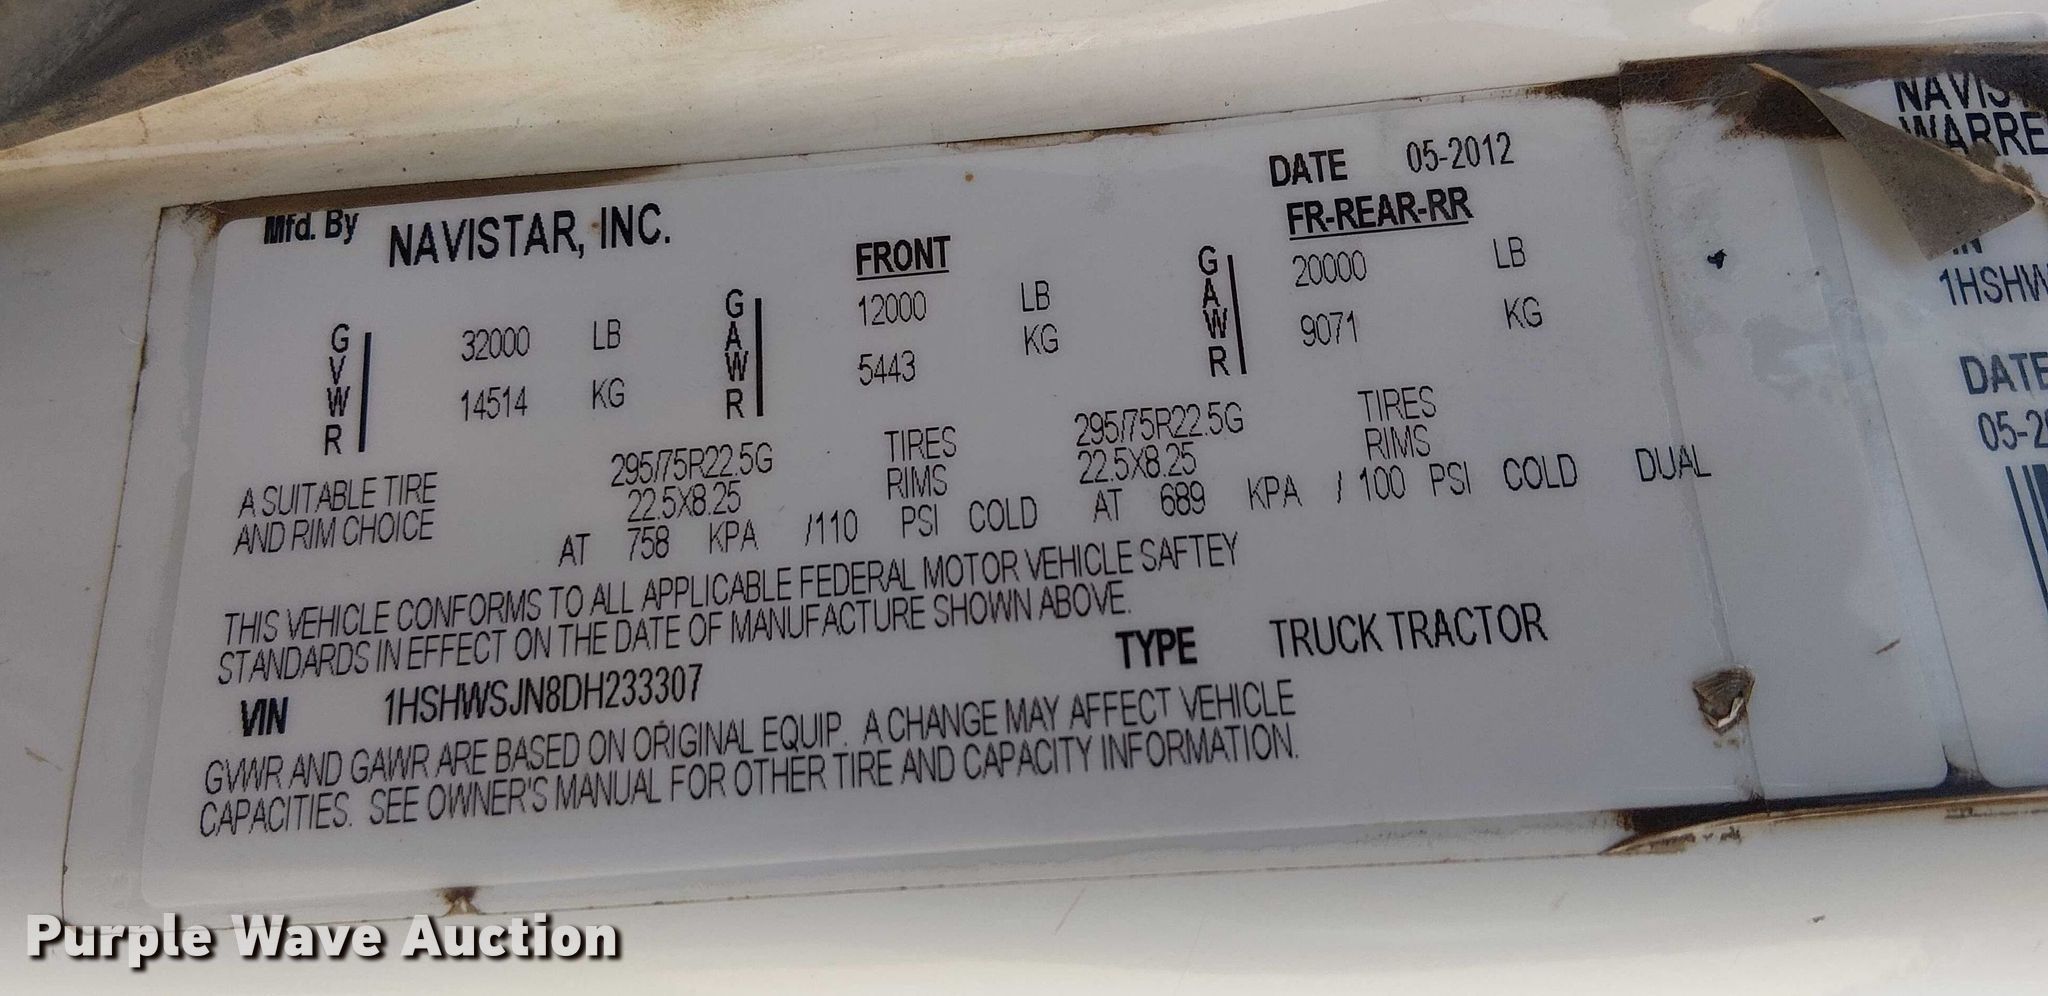 DATE 05-2012
Mfd. By NAVISTAR, INC.
FRONT FR-REAR-RR
GVWR 32000 LB
14514 KG
GAWR 12000 LB
5443 KG
GAWR 20000 LB
9071 KG
A SUITABLE TIRE
AND RIM CHOICE
295/75R22.5G TIRES 295/75R22.5G TIRES
22.5X8.25 RIMS 22.5X8.25 RIMS
AT 758 KPA /110 PSI COLD AT 689 KPA / 100 PSI COLD DUAL
THIS VEHICLE CONFORMS TO ALL APPLICABLE FEDERAL MOTOR VEHICLE SAFTEY
STANDARDS IN EFFECT ON THE DATE OF MANUFACTURE SHOWN ABOVE.
VIN 1HSHWSJN8DH233307 TYPE TRUCK TRACTOR
GVWR AND GAWR ARE BASED ON ORIGINAL EQUIP. A CHANGE MAY AFFECT VEHICLE
CAPACITIES. SEE OWNER'S MANUAL FOR OTHER TIRE AND CAPACITY INFORMATION.
1HSHW
DATE
05-2
Purple Wave Auction